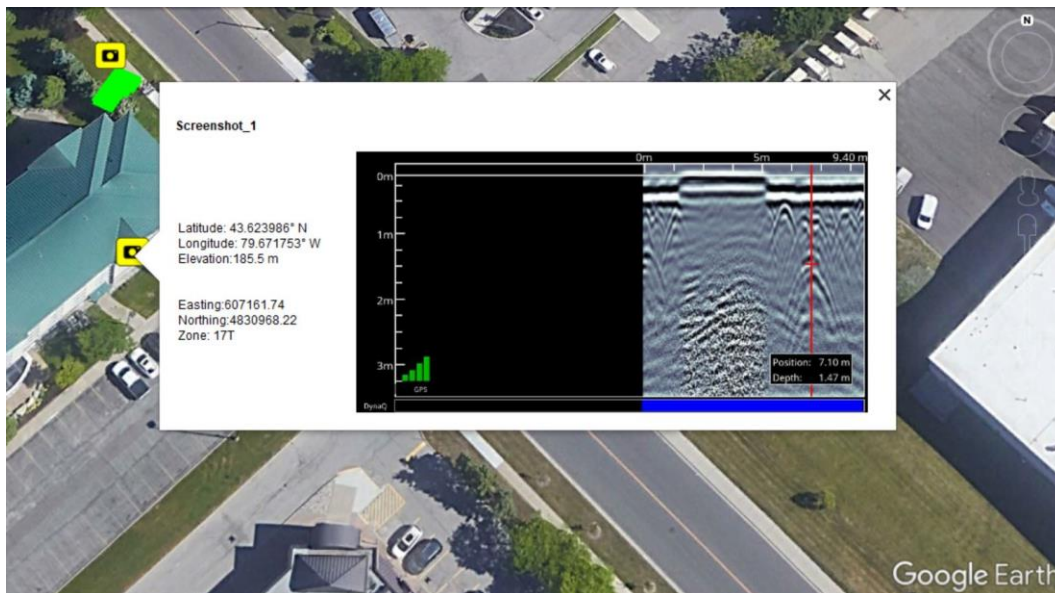 N
Screenshot_1
Latitude: 43.623986° N
Longitude: 79.671753° W
Elevation:185.5 m
Easting:607161.74
Northing:4830968.22
Zone: 17T
0m 5m 9.40 m
0m
1m
2m
3m
GPS
Position: 7.10 m
Depth: 1.47 m
DynaQ
Google Earth